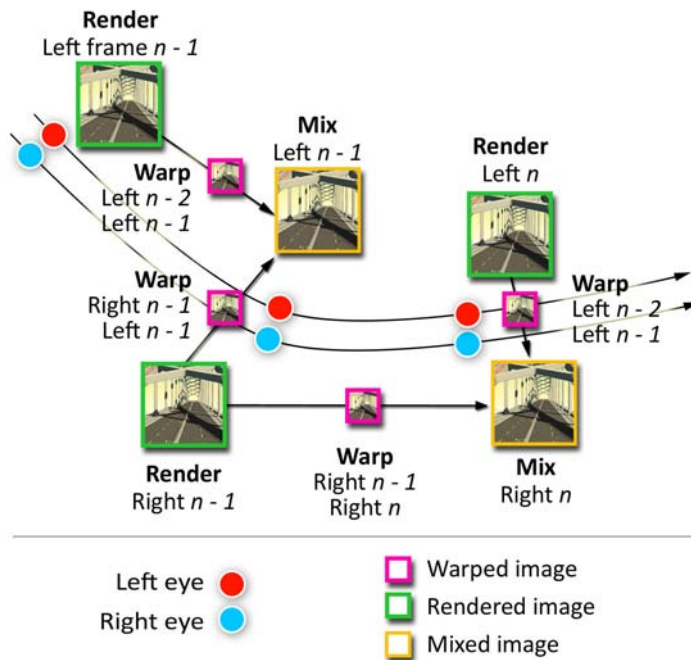 Render
Left frame n - 1
Mix
Left n - 1
Render
Left n
Warp
Left n - 2
Left n - 1
Warp
Right n - 1
Left n - 1
Warp
Left n - 2
Left n - 1
Render
Right n - 1
Warp
Right n - 1
Right n
Mix
Right n
Left eye
Right eye
Warped image
Rendered image
Mixed image